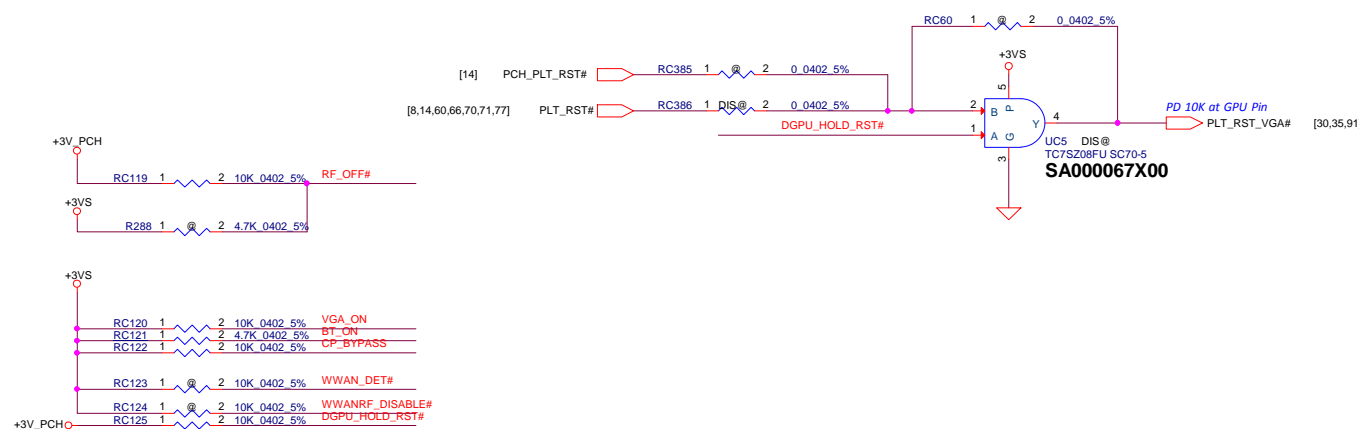 RC60 1 @ 2 0_0402_5%
+3VS
[14] PCH_PLT_RST# RC385 1 @ 2 0_0402_5%
5
[8,14,60,66,70,71,77] PLT_RST# RC386 1 DIS@ 2 0_0402_5% 2 B P
PD 10K at GPU Pin
Y 4 PLT_RST_VGA# [30,35,91
DGPU_HOLD_RST# 1 A G
UC5 DIS@
TC7SZ08FU SC70-5
3
SA000067X00
+3V_PCH
RC119 1 2 10K_0402_5% RF_OFF#
+3VS
R288 1 @ 2 4.7K_0402_5%
+3VS
RC120 1 2 10K_0402_5% VGA_ON
RC121 1 2 4.7K_0402_5% BT_ON
RC122 1 2 10K_0402_5% CP_BYPASS
RC123 1 @ 2 10K_0402_5% WWAN_DET#
RC124 1 @ 2 10K_0402_5% WWANRF_DISABLE#
+3V_PCH RC125 1 2 10K_0402_5% DGPU_HOLD_RST#